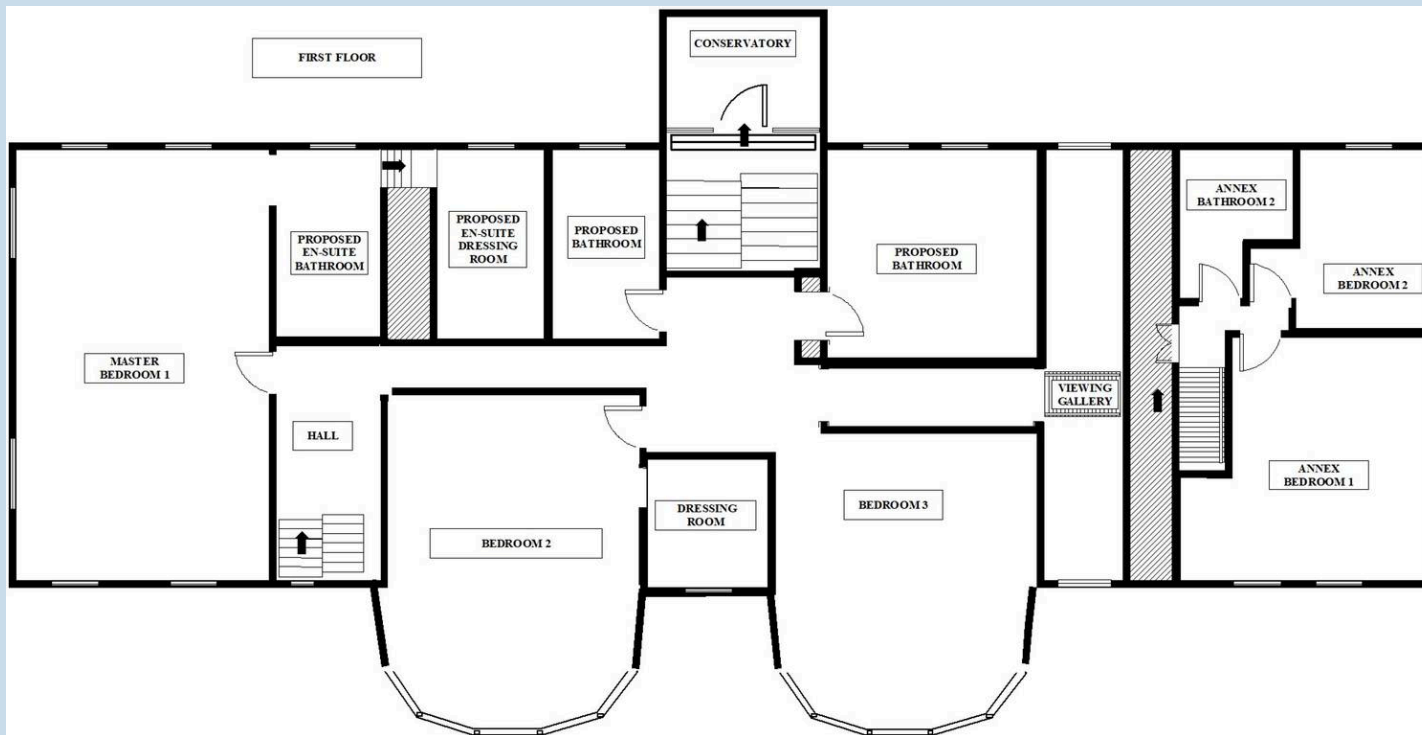 FIRST FLOOR
CONSERVATORY
PROPOSED
EN-SUITE
BATHROOM
PROPOSED
EN-SUITE
DRESSING
ROOM
PROPOSED
BATHROOM
PROPOSED
BATHROOM
ANNEX
BATHROOM 2
ANNEX
BEDROOM 2
MASTER
BEDROOM 1
VIEWING
GALLERY
HALL
ANNEX
BEDROOM 1
DRESSING
ROOM
BEDROOM 3
BEDROOM 2